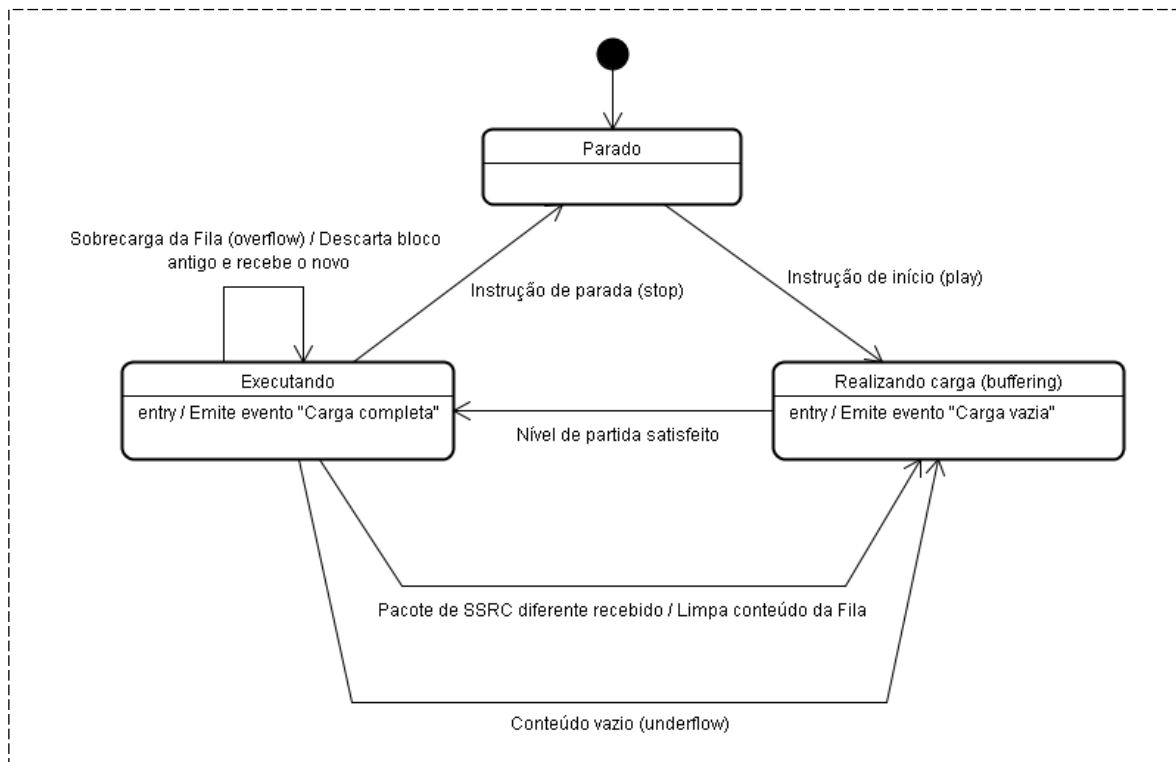 Parado
Sobrecarga da Fila (overflow) / Descarta bloco
antigo e recebe o novo
Instrução de parada (stop)
Instrução de início (play)
Executando
entry / Emite evento "Carga completa"
Realizando carga (buffering)
entry / Emite evento "Carga vazia"
Nível de partida satisfeito
Pacote de SSRC diferente recebido / Limpa conteúdo da Fila
Conteúdo vazio (underflow)